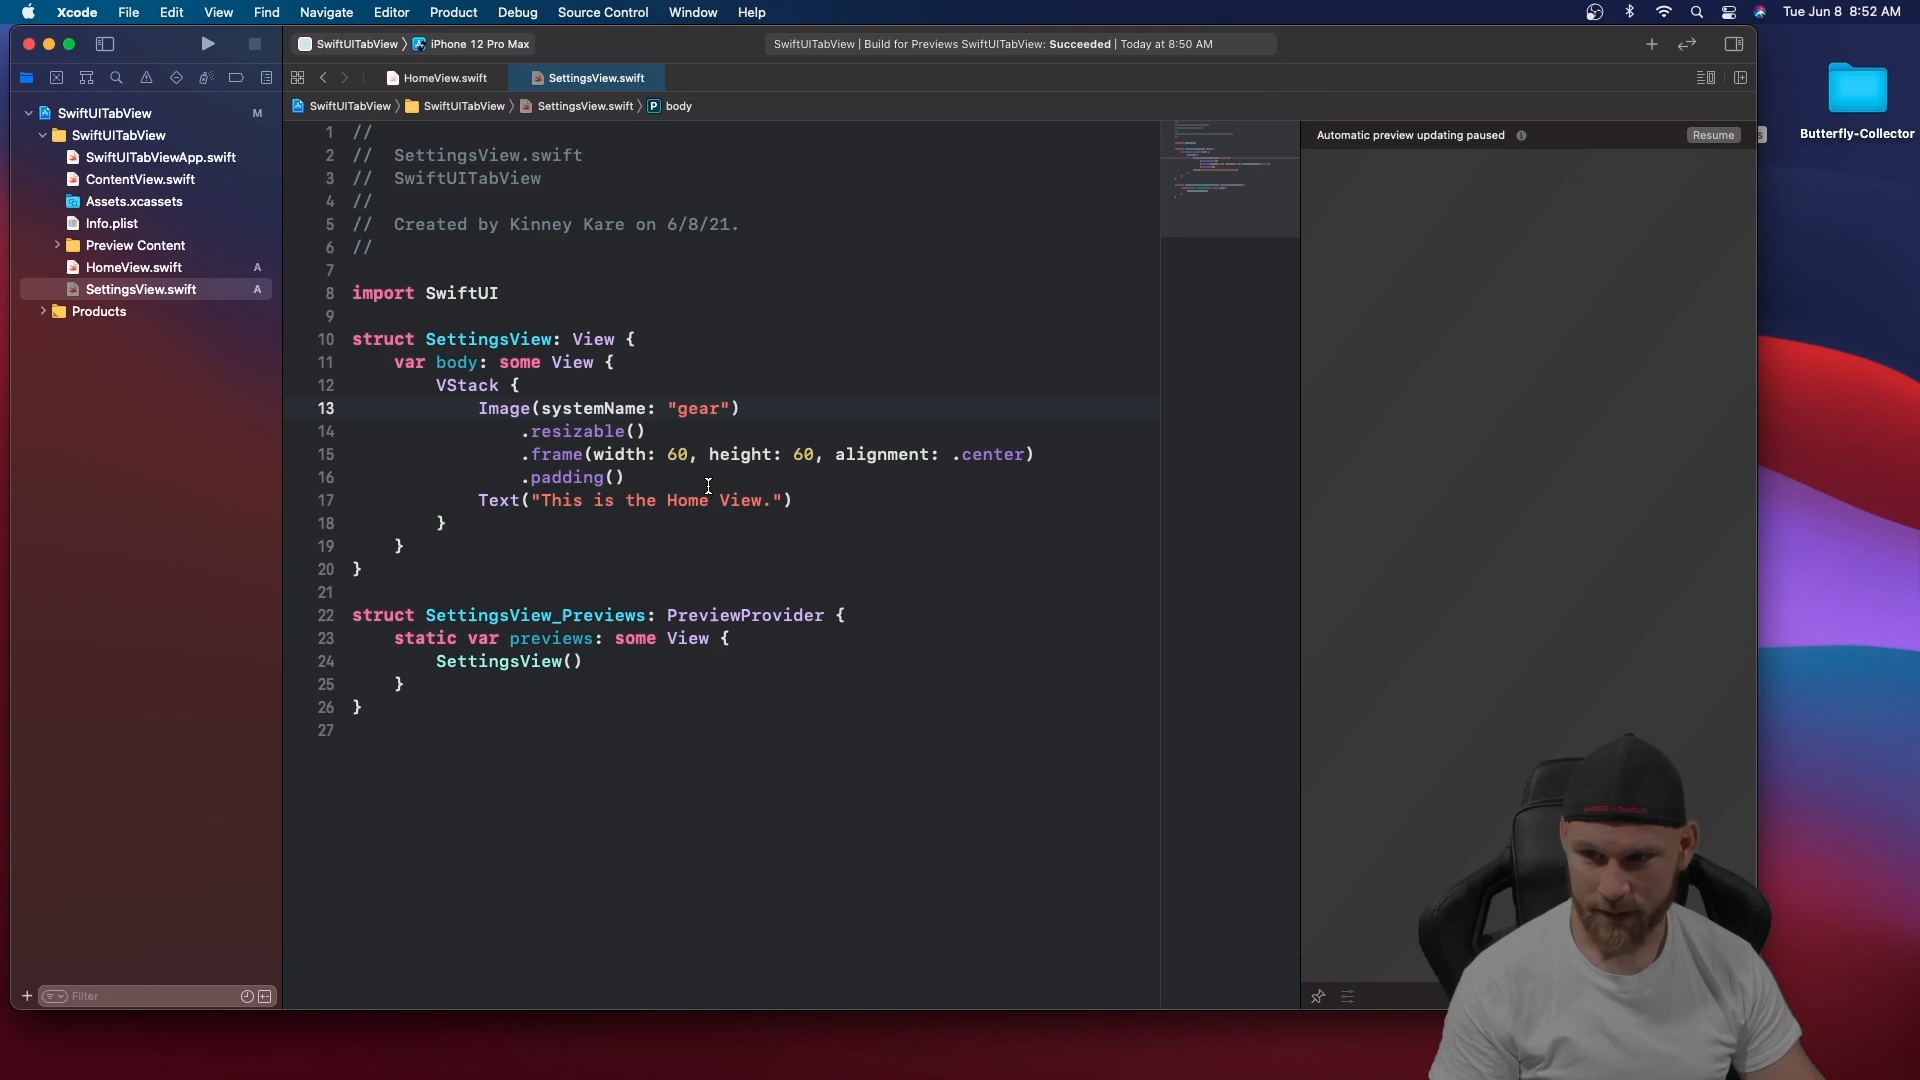 Xcode File Edit View Find Navigate Editor Product Debug Source Control Window Help Tue Jun 8 8:52 AM
SwiftUITabView iPhone 12 Pro Max SwiftUITabView | Build for Previews SwiftUITabView: Succeeded | Today at 8:50 AM
HomeView.swift SettingsView.swift
SwiftUITabView SwiftUITabView SettingsView.swift P body
SwiftUITabView M
SwiftUITabView
SwiftUITabViewApp.swift
ContentView.swift
Assets.xcassets
Info.plist
Preview Content
HomeView.swift A
SettingsView.swift A
Products
Filter
1 //
2 // SettingsView.swift
3 // SwiftUITabView
4 //
5 // Created by Kinney Kare on 6/8/21.
6 //
7
8 import SwiftUI
9
10 struct SettingsView: View {
11 var body: some View {
12 VStack {
13 Image(systemName: "gear")
14 .resizable()
15 .frame(width: 60, height: 60, alignment: .center)
16 .padding()
17 Text("This is the Home View.")
18 }
19 }
20 }
21
22 struct SettingsView_Previews: PreviewProvider {
23 static var previews: some View {
24 SettingsView()
25 }
26 }
27
Automatic preview updating paused Resume
Butterfly-Collector